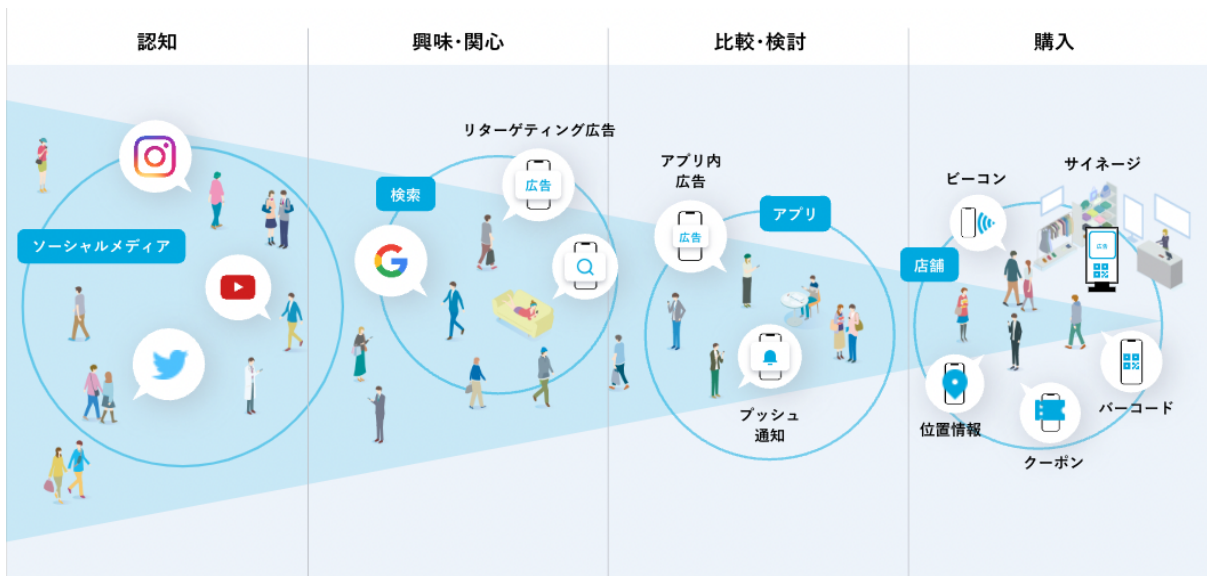 認知
興味・関心
比較・検討
購入
ソーシャルメディア
リターゲティング広告
広告
検索
G
アプリ内
広告
広告
アプリ
プッシュ
通知
ビーコン
サイネージ
広告
店舗
位置情報
クーポン
バーコード